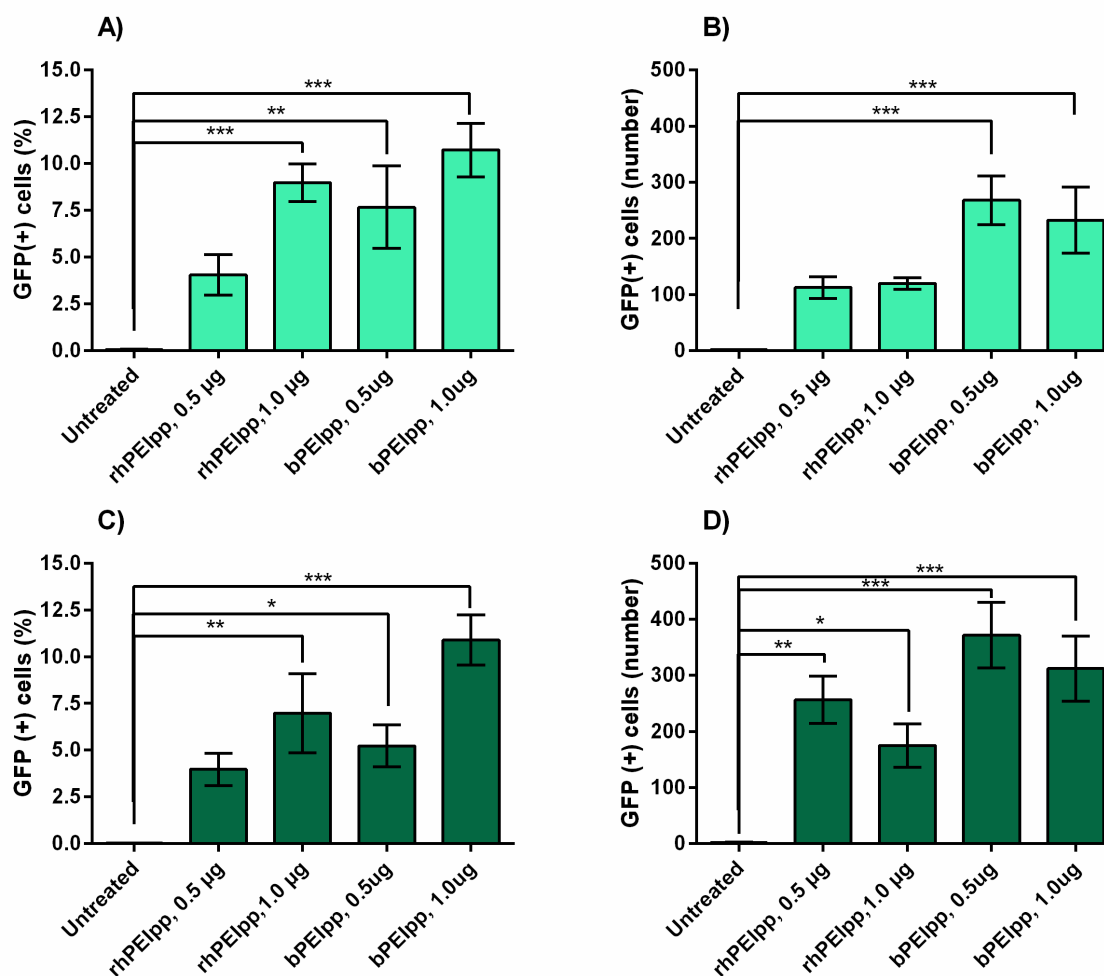 A)
GFP(+) cells (%)
15.0
12.5
10.0
7.5
5.0
2.5
0.0
***
**
***
Untreated
rhPEIpp, 0.5 µg
rhPEIpp, 1.0 µg
bPEIpp, 0.5ug
bPEIpp, 1.0ug
B)
GFP(+) cells (number)
500
400
300
200
100
0
***
***
Untreated
rhPEIpp, 0.5 µg
rhPEIpp, 1.0 µg
bPEIpp, 0.5ug
bPEIpp, 1.0ug
C)
GFP (+) cells (%)
15.0
12.5
10.0
7.5
5.0
2.5
0.0
***
*
**
Untreated
rhPEIpp, 0.5 µg
rhPEIpp, 1.0 µg
bPEIpp, 0.5ug
bPEIpp, 1.0ug
D)
GFP (+) cells (number)
500
400
300
200
100
0
***
***
*
**
Untreated
rhPEIpp, 0.5 µg
rhPEIpp, 1.0 µg
bPEIpp, 0.5ug
bPEIpp, 1.0ug